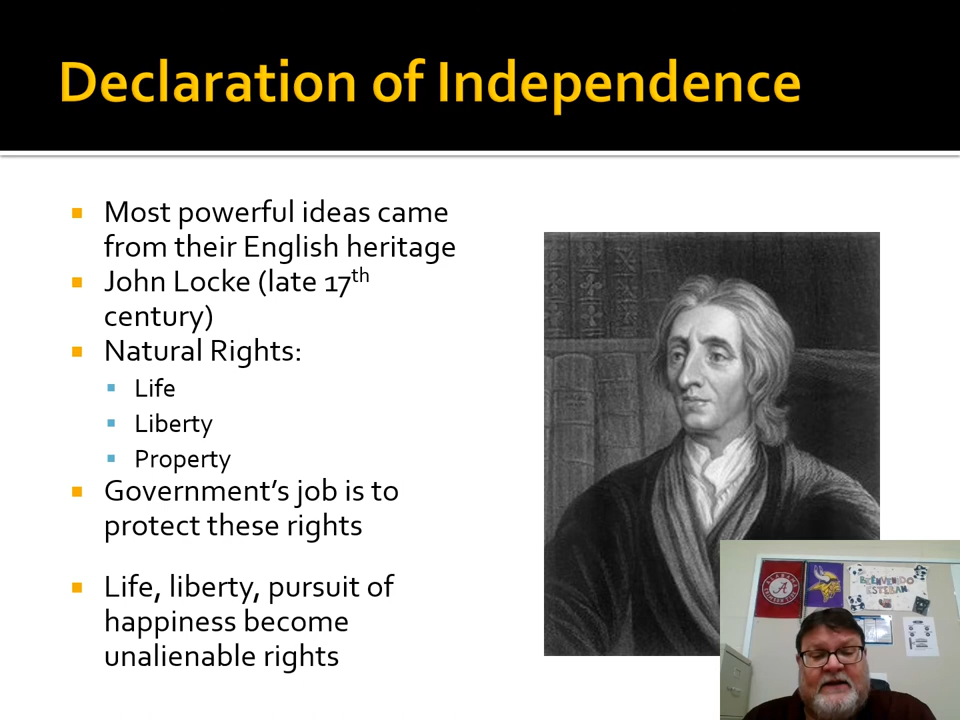 Declaration of Independence
Most powerful ideas came
from their English heritage
John Locke (late 17th
century)
Natural Rights:
Life
Liberty
Property
Government’s job is to
protect these rights
Life, liberty, pursuit of
happiness become
unalienable rights
BIENVENIDO
ESTEBAN